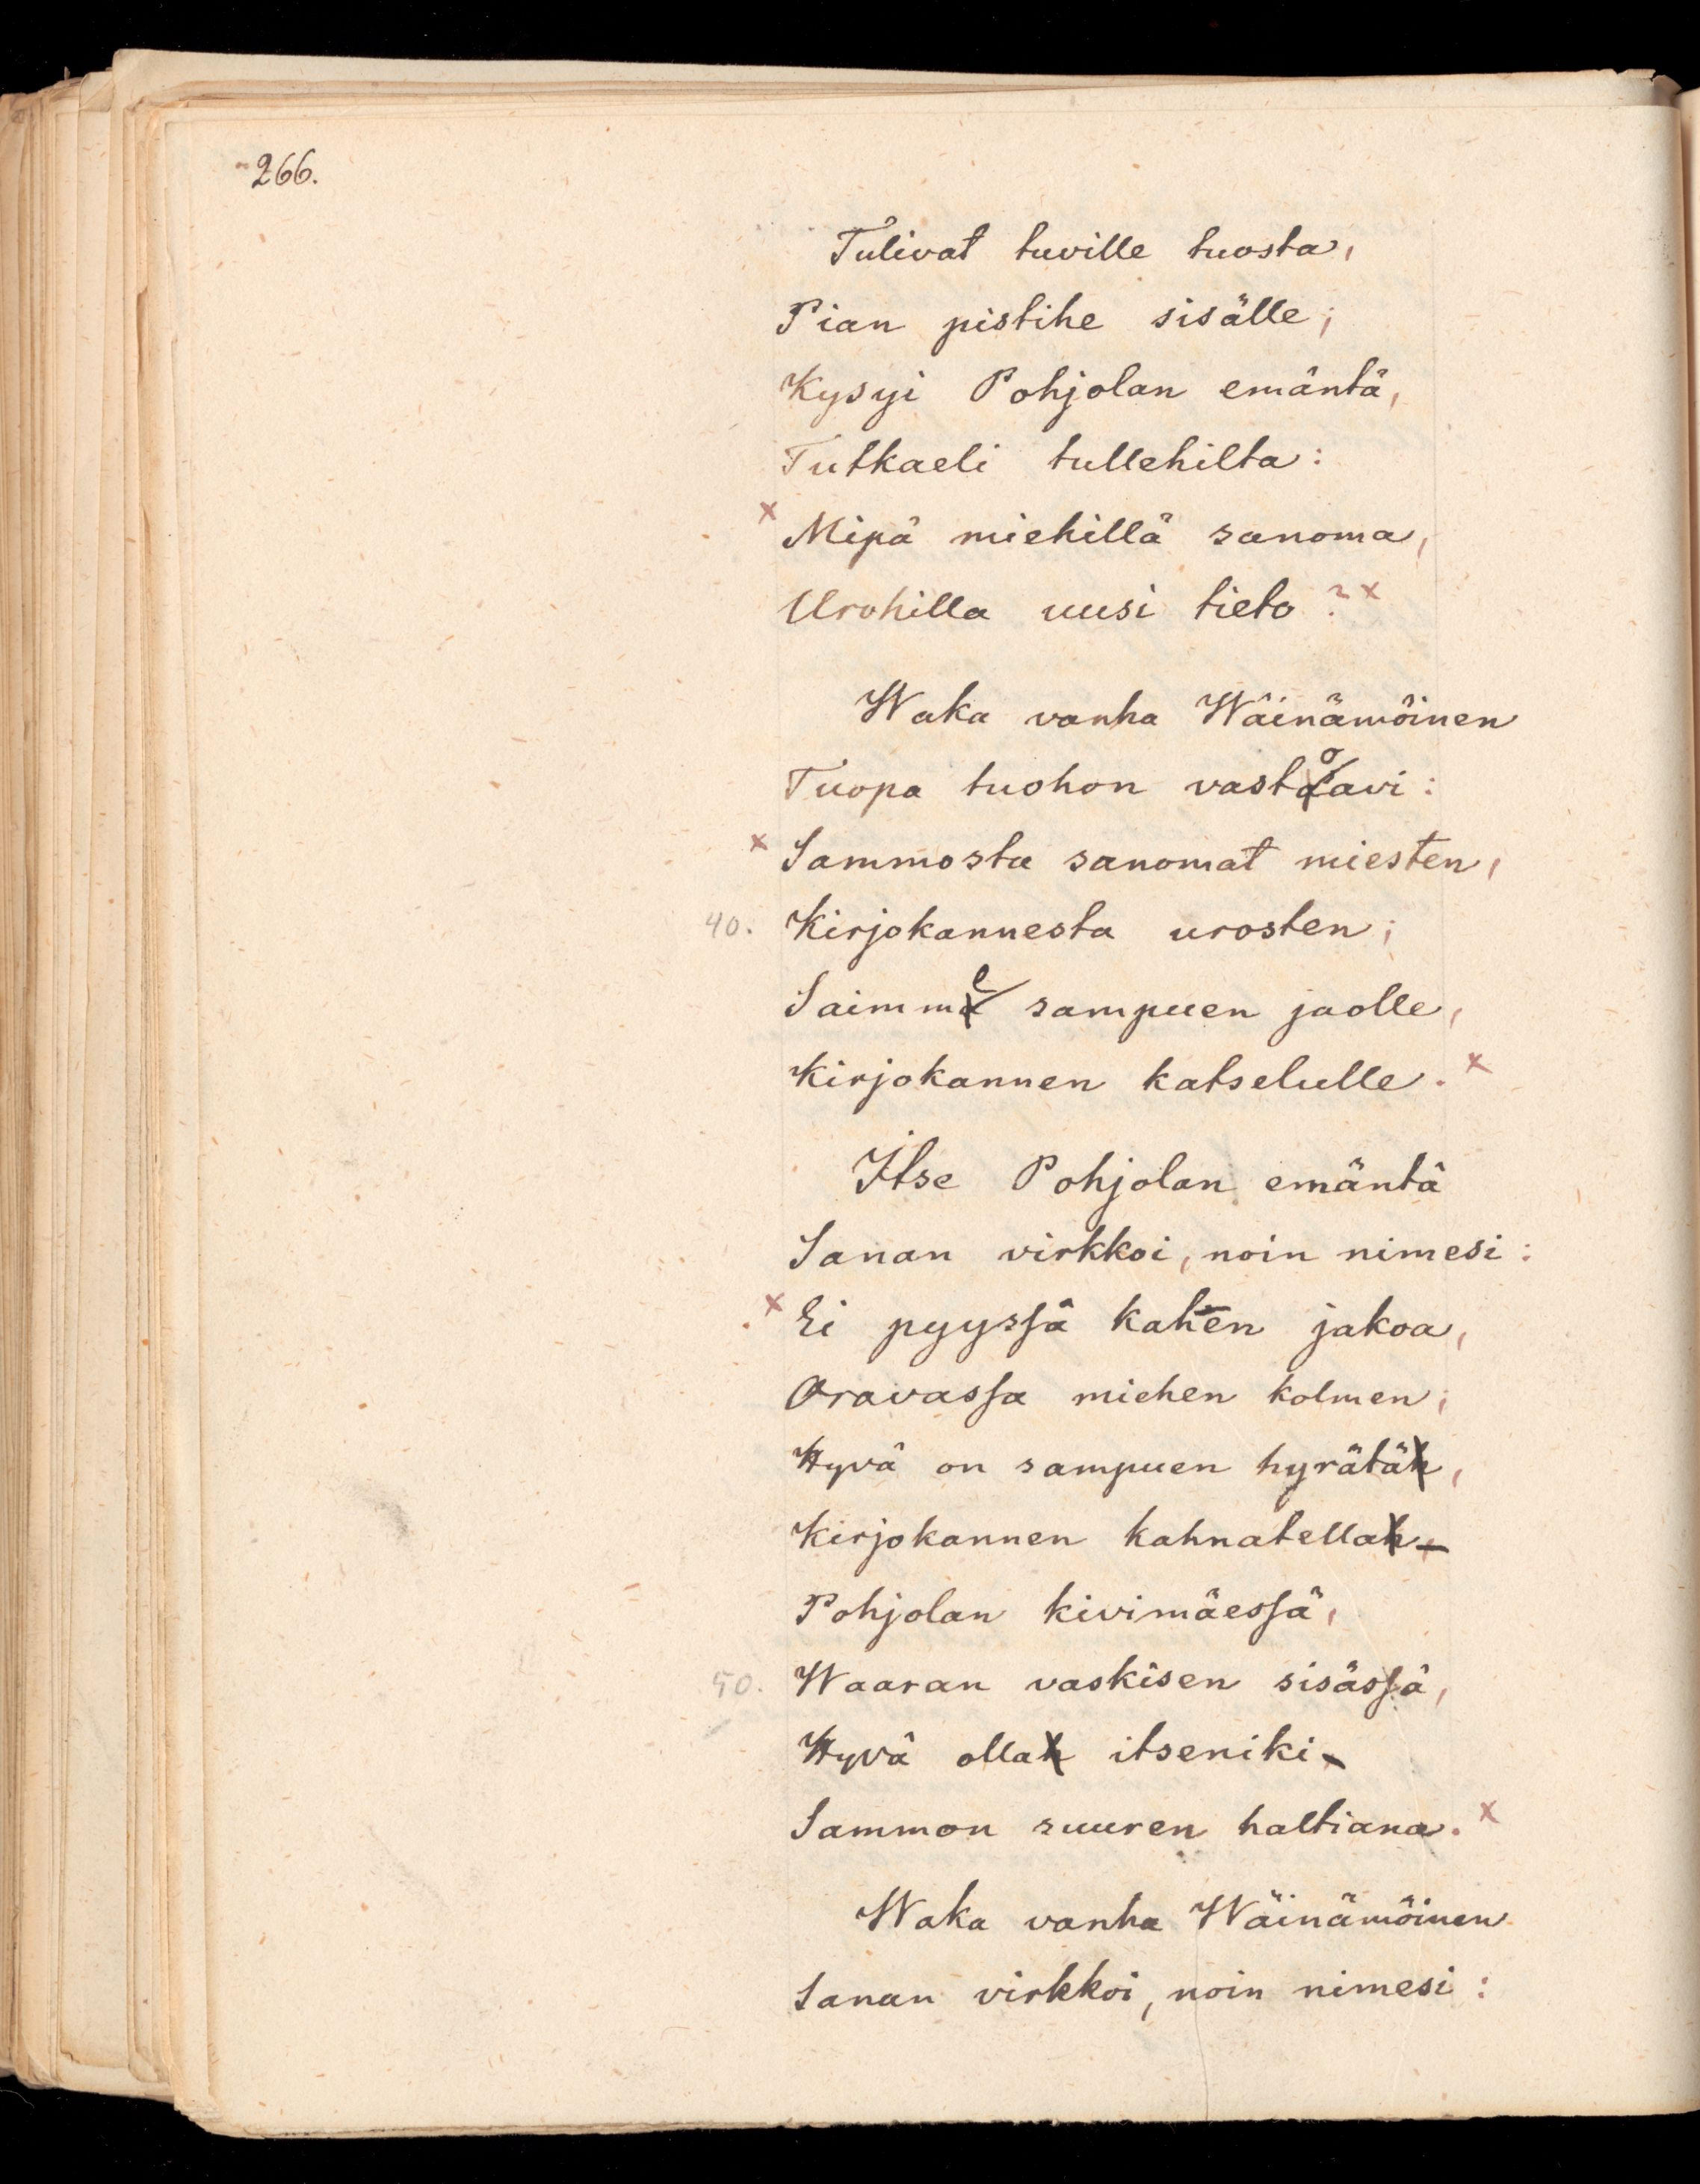 266.
Tulivat tuville tuosta,
Pian pistihe sisälle;
Kysyi Pohjolan emäntä,
Tutkaeli tullehilta:
x Mipä miehillä sanoma,
Urohilla uusi tieto? x
Waka vanha Wäinämöinen
Tuopa tuohon vastoavi:
x Sammosta sanomat miesten,
40. Kirjokannesta urosten;
Saimme sampuen jaolle,
Kirjokannen katselulle. x
Itse Pohjolan emäntä
Sanan virkkoi, noin nimesi:
x Ei pyyssä kahen jakoa,
Oravassa miehen kolmen;
Hyvä on sampuen hyrätä,
Kirjokannen kahnatella
Pohjolan kivimäessä,
50. Waaran vaskisen sisässä,
Hyvä olla itseniki
Sammon suuren haltiana. x
Waka vanha Wäinämöinen
Sanan virkkoi, noin nimesi: